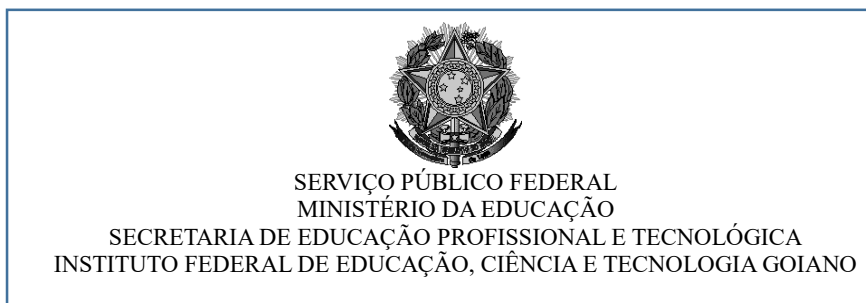 SERVIÇO PÚBLICO FEDERAL
MINISTÉRIO DA EDUCAÇÃO
SECRETARIA DE EDUCAÇÃO PROFISSIONAL E TECNOLÓGICA
INSTITUTO FEDERAL DE EDUCAÇÃO, CIÊNCIA E TECNOLOGIA GOIANO